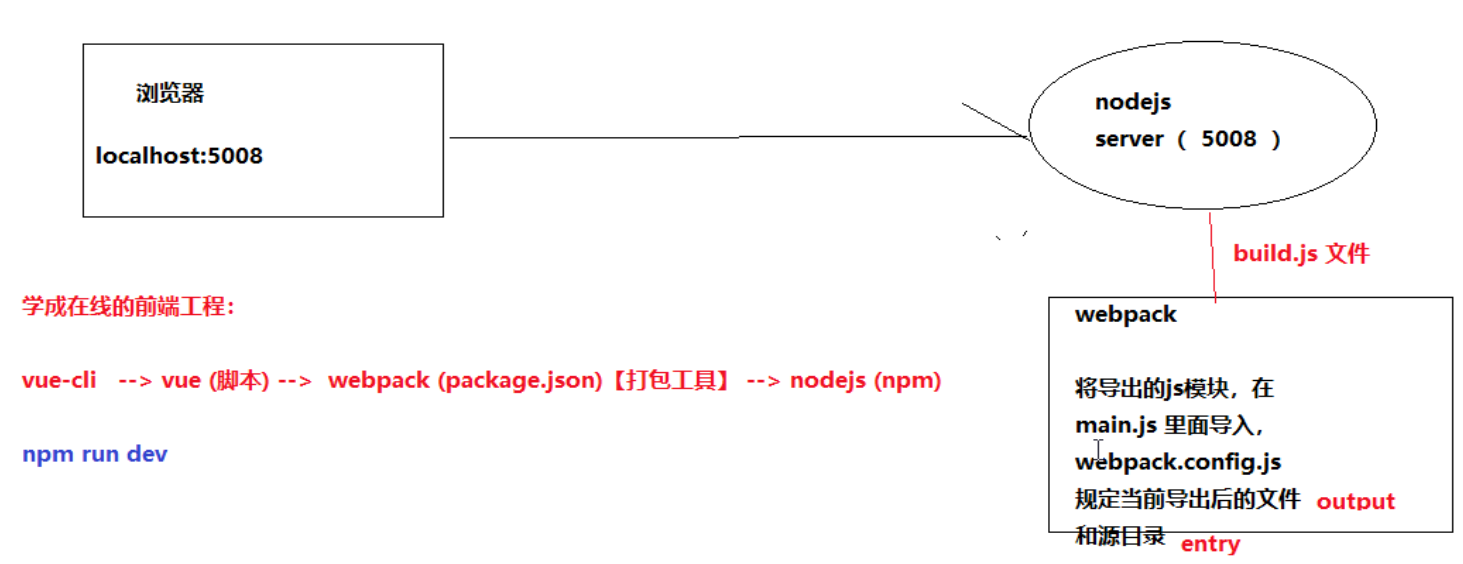 浏览器
localhost:5008
nodejs
server（ 5008 ）
build.js 文件
学成在线的前端工程：
vue-cli --> vue (脚本) --> webpack (package.json)【打包工具】 --> nodejs (npm)
npm run dev
webpack
将导出的js模块，在
main.js 里面导入，
webpack.config.js
规定当前导出后的文件 output
和源目录 entry